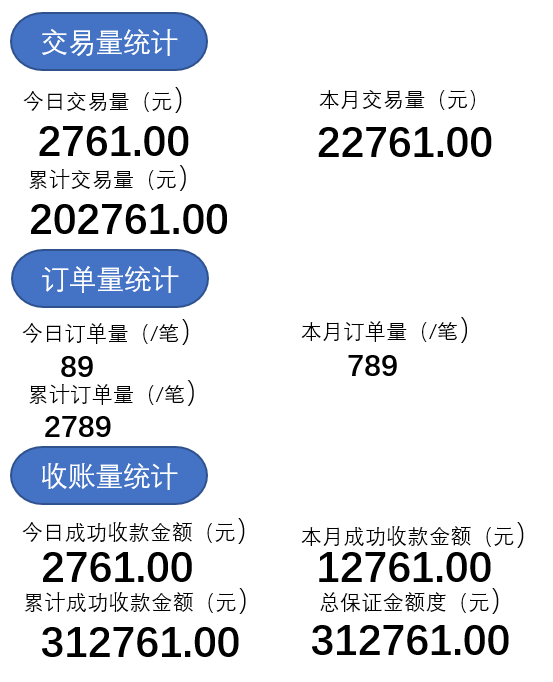 交易量统计
今日交易量（元）
本月交易量（元）
2761.00
22761.00
累计交易量（元）
202761.00
订单量统计
今日订单量（/笔）
本月订单量（/笔）
89
789
累计订单量（/笔）
2789
收账量统计
今日成功收款金额（元）
本月成功收款金额（元）
2761.00
12761.00
累计成功收款金额（元）
总保证金额度（元）
312761.00
312761.00